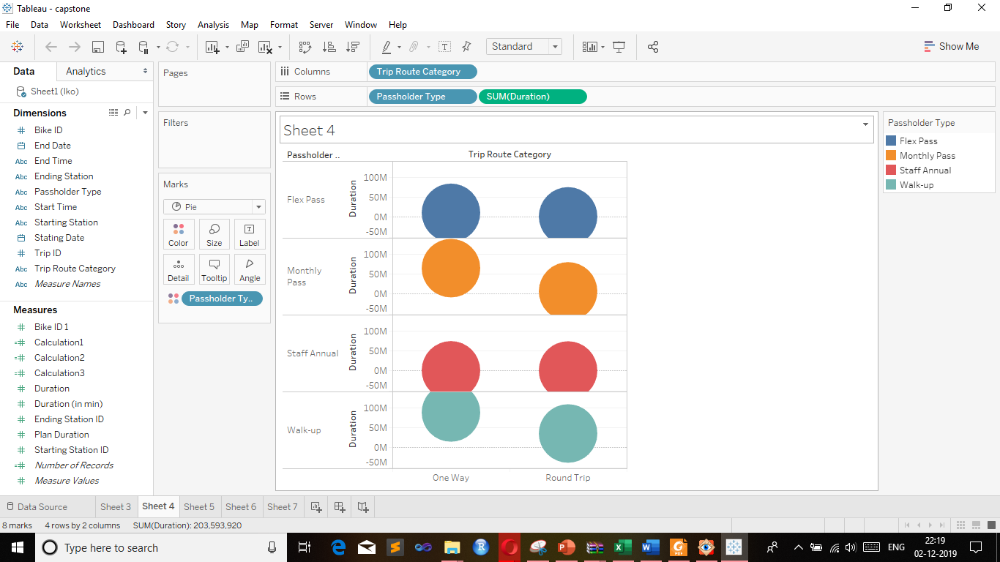 Tableau - capstone
File Data Worksheet Dashboard Story Analysis Map Format Server Window Help
Standard
Show Me
Data Analytics
Sheet1 (lko)
Dimensions
Bike ID
End Date
Abc End Time
Abc Ending Station
Abc Passholder Type
Abc Start Time
Abc Starting Station
Stating Date
Trip ID
Abc Trip Route Category
Abc Measure Names
Measures
Bike ID 1
Calculation1
Calculation2
Calculation3
Duration
Duration (in min)
Ending Station ID
Plan Duration
Starting Station ID
Number of Records
Measure Values
Pages
Filters
Marks
Pie
Color Size Label
Detail Tooltip Angle
Passholder Ty..
Columns Trip Route Category
Rows Passholder Type SUM(Duration)
Sheet 4
Passholder .. Trip Route Category
Flex Pass
Duration
100M
50M
0M
-50M
Monthly
Pass
Duration
100M
50M
0M
-50M
Staff Annual
Duration
100M
50M
0M
-50M
Walk-up
Duration
100M
50M
0M
-50M
One Way Round Trip
Passholder Type
Flex Pass
Monthly Pass
Staff Annual
Walk-up
Data Source Sheet 3 Sheet 4 Sheet 5 Sheet 6 Sheet 7
8 marks 4 rows by 2 columns SUM(Duration): 203,593,920
Type here to search
ENG
22:19
02-12-2019